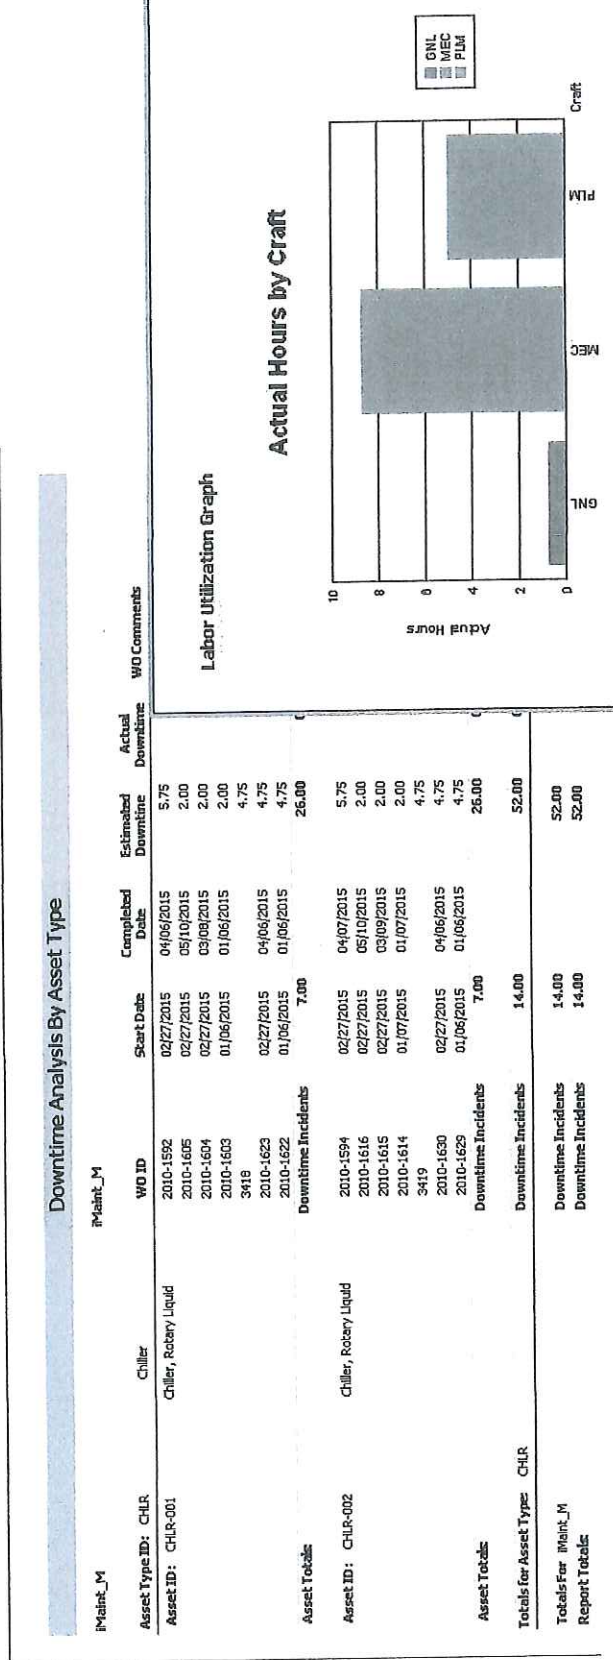 Downtime Analysis By Asset Type
iMaint_M iMaint_M
Asset Type ID: CHLR Chiller WO ID Start Date Completed Date Estimated Downtime Actual Downtime WO Comments
Asset ID: CHLR-001 Chiller, Rotary Liquid 2010-1592 02/27/2015 04/06/2015 5.75
2010-1605 02/27/2015 05/10/2015 2.00
2010-1604 02/27/2015 03/08/2015 2.00
2010-1603 01/06/2015 01/06/2015 2.00
3418 4.75
2010-1623 02/27/2015 04/06/2015 4.75
2010-1622 01/06/2015 01/06/2015 4.75
Asset Totals: Downtime Incidents 7.00 26.00
Asset ID: CHLR-002 Chiller, Rotary Liquid 2010-1594 02/27/2015 04/07/2015 5.75
2010-1616 02/27/2015 05/10/2015 2.00
2010-1615 02/27/2015 03/09/2015 2.00
2010-1614 01/07/2015 01/07/2015 2.00
3419 4.75
2010-1630 02/27/2015 04/06/2015 4.75
2010-1629 01/06/2015 01/06/2015 4.75
Asset Totals: Downtime Incidents 7.00 26.00
Totals for Asset Type: CHLR Downtime Incidents 14.00 52.00
Totals For iMaint_M Downtime Incidents 14.00 52.00
Report Totals: Downtime Incidents 14.00 52.00
Labor Utilization Graph
Actual Hours by Craft
Actual Hours
10
8
6
4
2
0
GNL MEC PLM
Craft
GNL
MEC
PLM